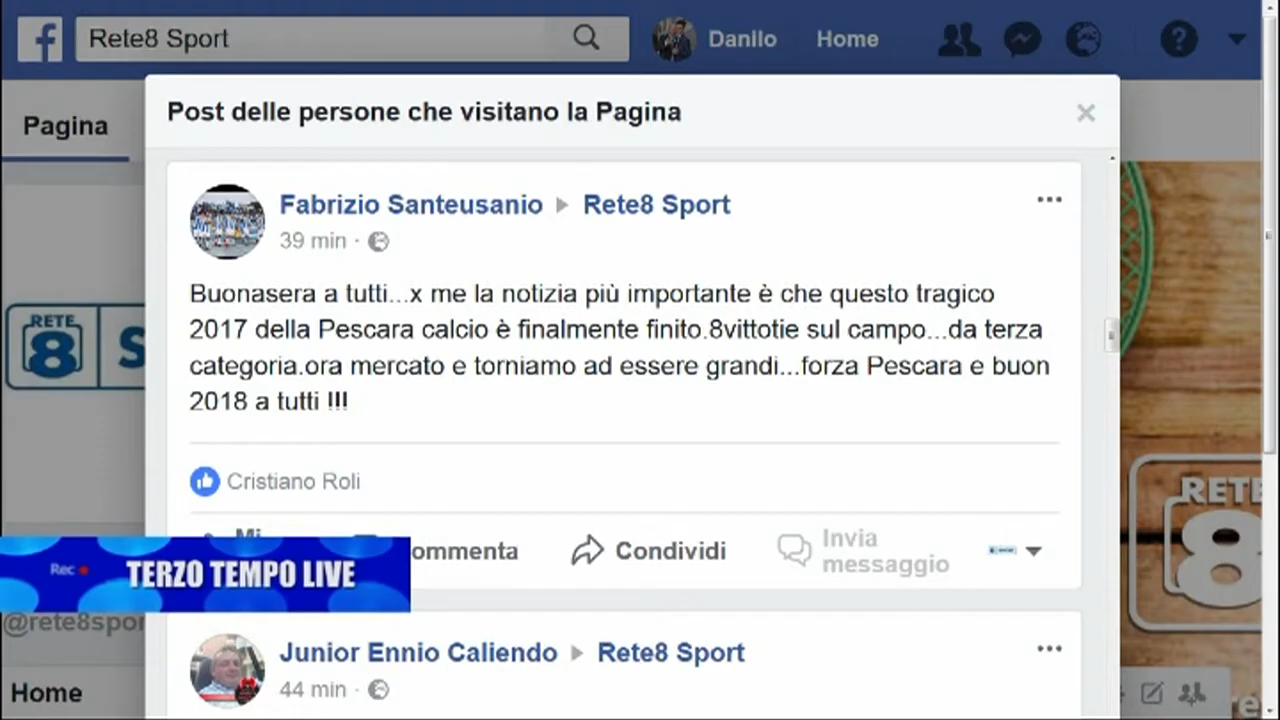 Rete8 Sport
Danilo
Home
Pagina
Post delle persone che visitano la Pagina
Fabrizio Santeusanio
Rete8 Sport
39 min
Buonasera a tutti...x me la notizia più importante è che questo tragico
2017 della Pescara calcio è finalmente finito.8vittotie sul campo...da terza
categoria.ora mercato e torniamo ad essere grandi...forza Pescara e buon
2018 a tutti !!!
RETE
8
S
Cristiano Roli
RETE
8
Mi
ommenta
Condividi
Invia
messaggio
Rec
TERZO TEMPO LIVE
@rete8spor
Junior Ennio Caliendo
Rete8 Sport
44 min
Home